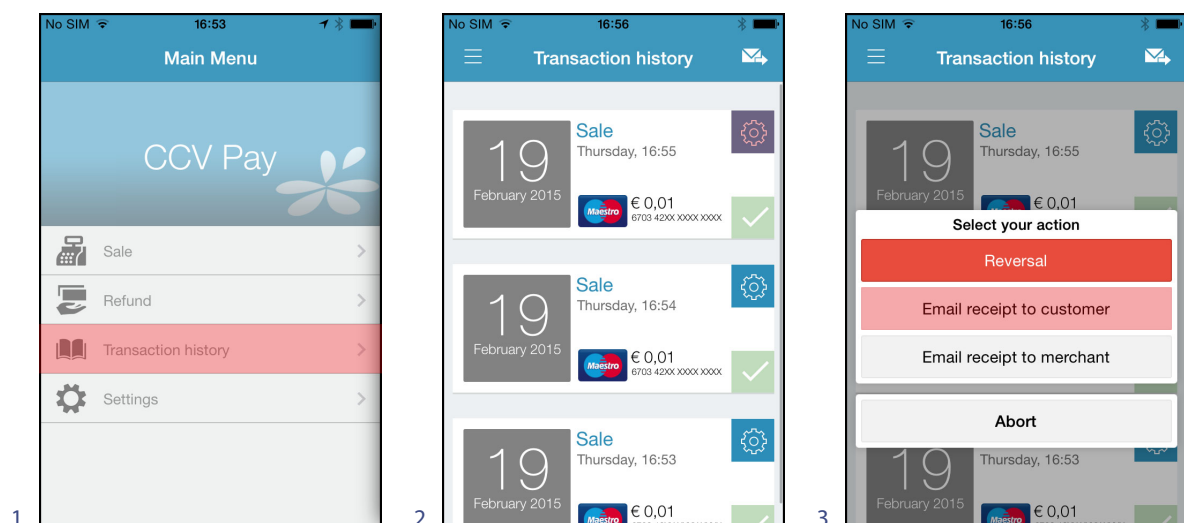 No SIM 16:53
Main Menu
CCV Pay
Sale
Refund
Transaction history
Settings
1
No SIM 16:56
Transaction history
19
February 2015
Sale
Thursday, 16:55
Maestro
€ 0,01
6703 42XX XXXX XXXX
19
February 2015
Sale
Thursday, 16:54
Maestro
€ 0,01
6703 42XX XXXX XXXX
19
February 2015
Sale
Thursday, 16:53
Maestro
€ 0,01
2
No SIM 16:56
Transaction history
19
February 2015
Sale
Thursday, 16:55
Maestro
€ 0,01
Select your action
Reversal
Email receipt to customer
Email receipt to merchant
Abort
19
February 2015
Thursday, 16:53
Maestro
€ 0,01
3